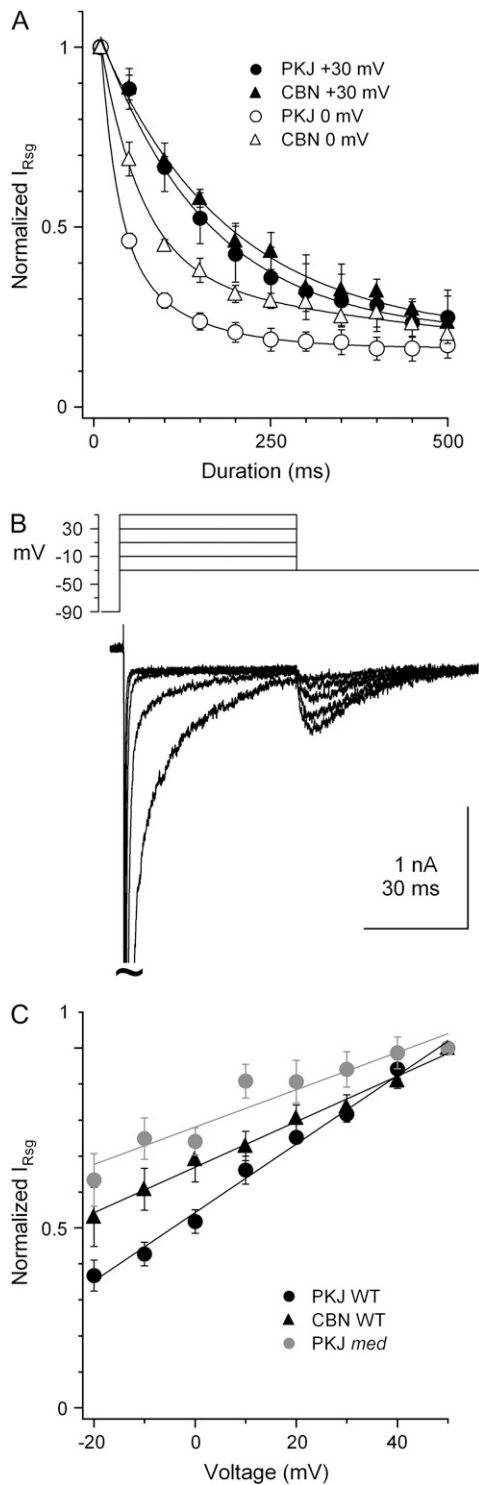 A
1
0.5
0
Normalized I_Rsg
PKJ +30 mV
CBN +30 mV
PKJ 0 mV
CBN 0 mV
0
250
500
Duration (ms)
B
mV
30
-10
-50
-90
1 nA
30 ms
~
C
1
0.5
0
Normalized I_Rsg
PKJ WT
CBN WT
PKJ med
-20
0
20
40
Voltage (mV)